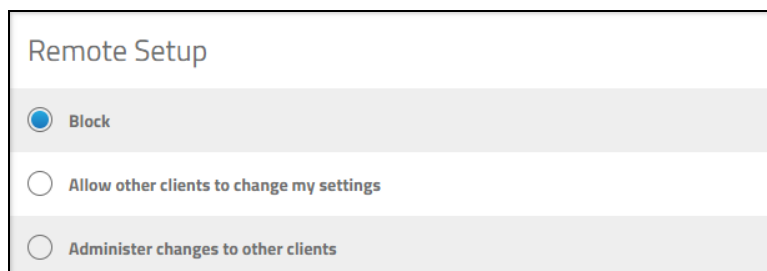 Remote Setup
Block
Allow other clients to change my settings
Administer changes to other clients